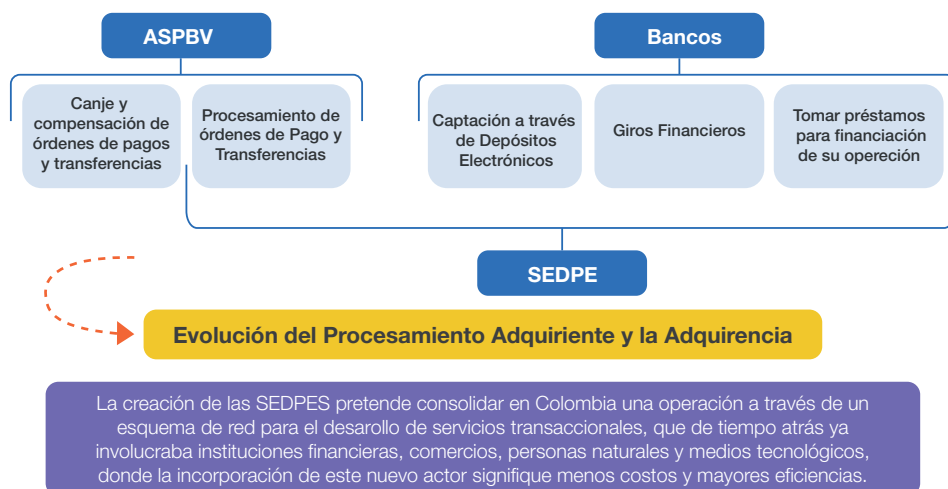 ASPBV
Bancos
Canje y
compensación de
órdenes de pagos
y transferencias
Procesamiento de
órdenes de Pago y
Transferencias
Captación a través
de Depósitos
Electrónicos
Giros Financieros
Tomar préstamos
para financiación
de su opereción
SEDPE
Evolución del Procesamiento Adquiriente y la Adquirencia
La creación de las SEDPES pretende consolidar en Colombia una operación a través de un
esquema de red para el desarollo de servicios transaccionales, que de tiempo atrás ya
involucraba instituciones financieras, comercios, personas naturales y medios tecnológicos,
donde la incorporación de este nuevo actor signifique menos costos y mayores eficiencias.